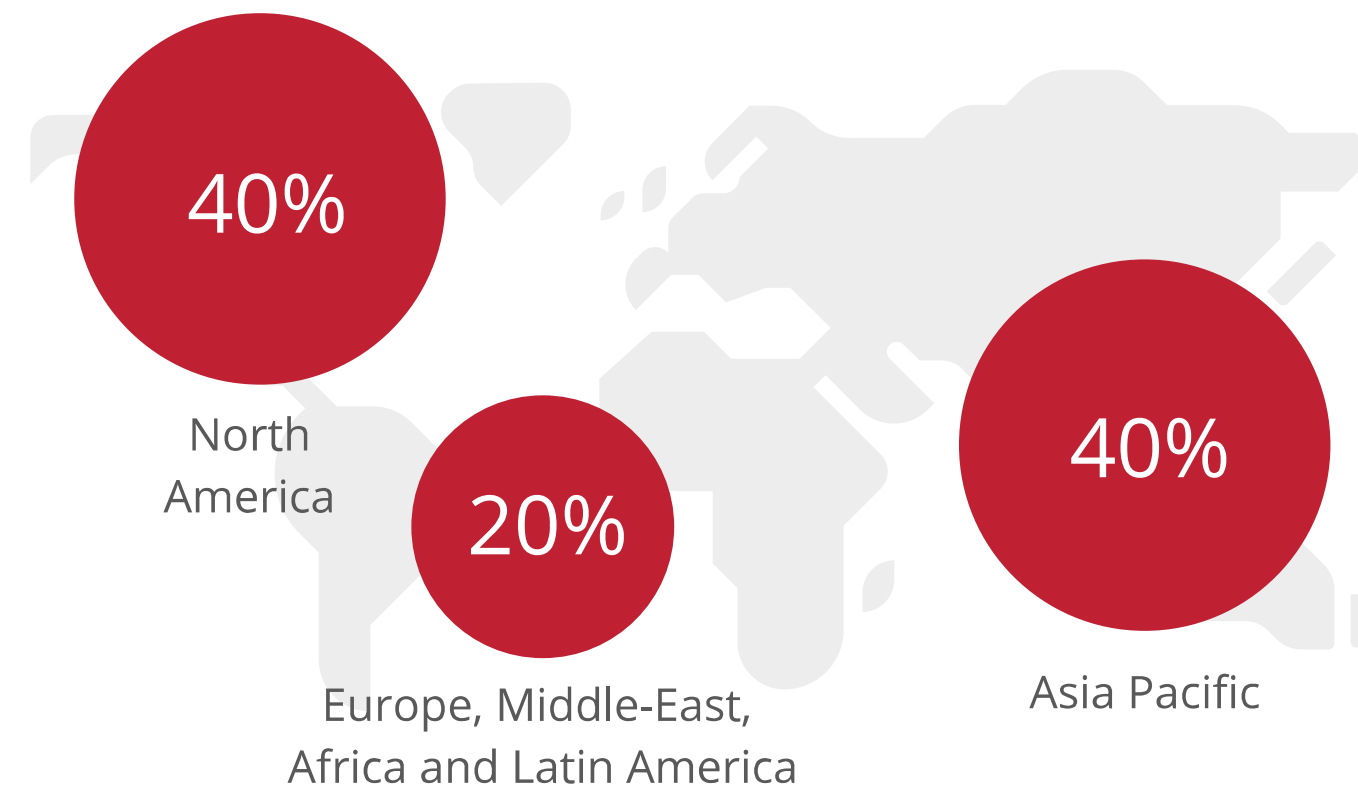 40%
North
America
20%
Europe, Middle-East,
Africa and Latin America
40%
Asia Pacific